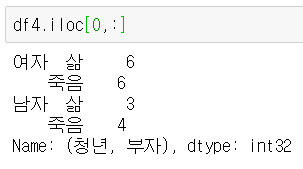 df4.iloc[0,:]
여자  삶     6
    죽음    6
남자  삶     3
    죽음    4
Name: (청년, 부자), dtype: int32